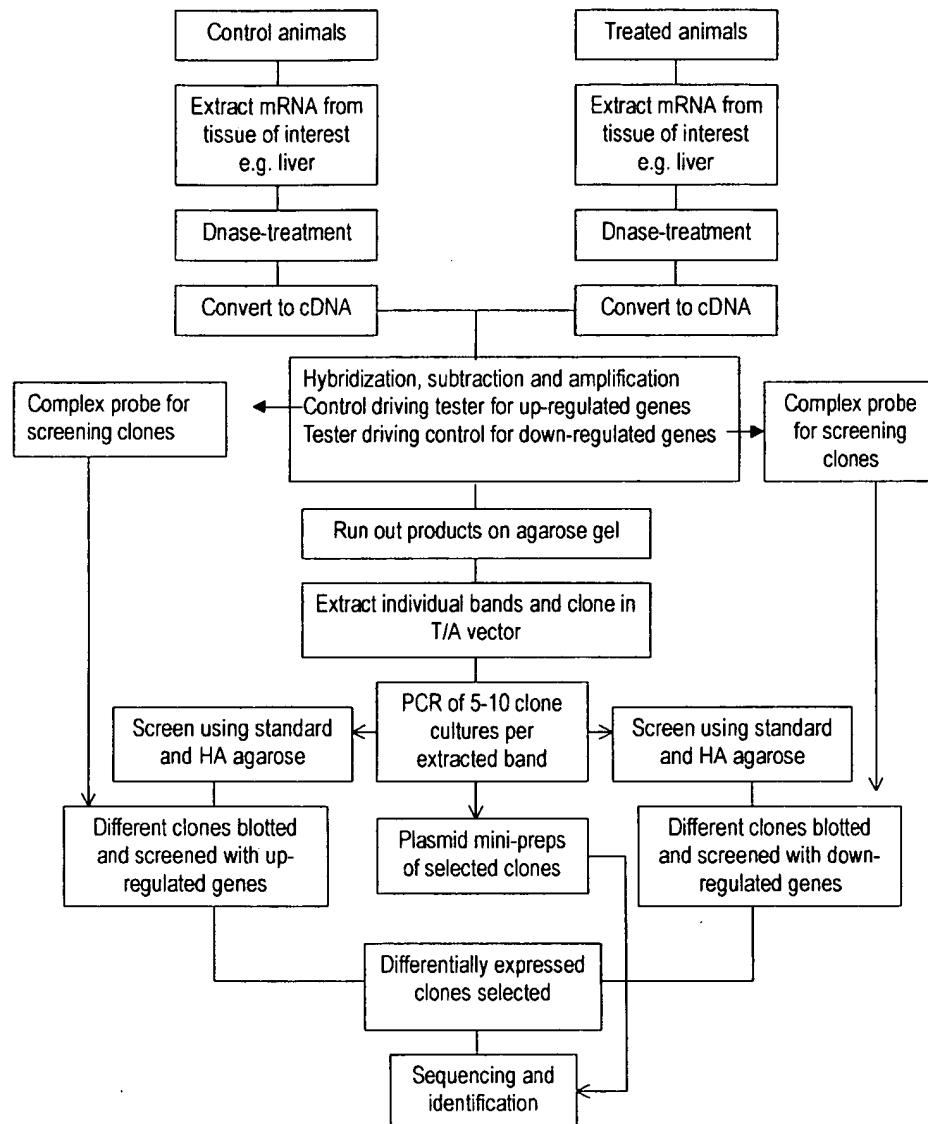 Control animals
Treated animals
Extract mRNA from
tissue of interest
e.g. liver
Extract mRNA from
tissue of interest
e.g. liver
Dnase-treatment
Dnase-treatment
Convert to cDNA
Convert to cDNA
Hybridization, subtraction and amplification
Control driving tester for up-regulated genes
Tester driving control for down-regulated genes
Complex probe for
screening clones
Complex probe
for screening
clones
Run out products on agarose gel
Extract individual bands and clone in
T/A vector
PCR of 5-10 clone
cultures per
extracted band
Screen using standard
and HA agarose
Screen using standard
and HA agarose
Different clones blotted
and screened with up-
regulated genes
Plasmid mini-preps
of selected clones
Different clones blotted
and screened with down-
regulated genes
Differentially expressed
clones selected
Sequencing and
identification